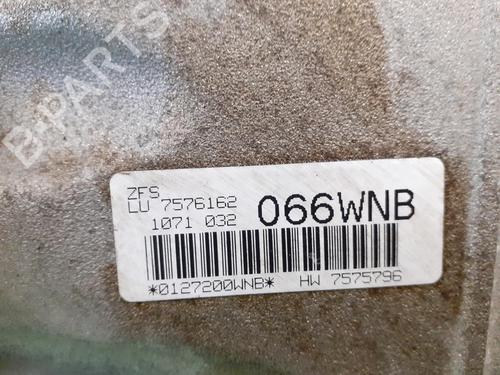 B-PARTS
ZFS
LU 7576162
1071 032 066WNB
*0127200WNB* HW 7575796